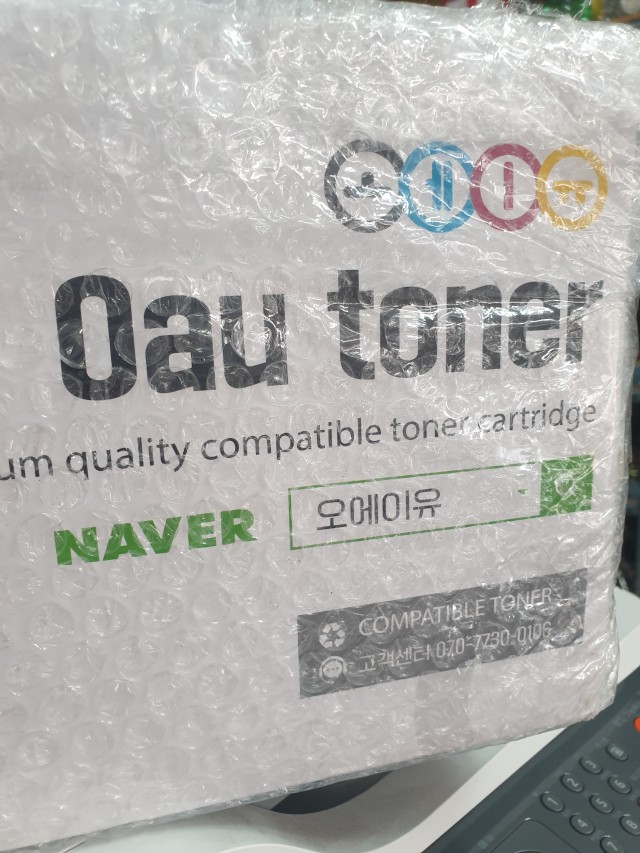 Oau toner
um quality compatible toner cartridge
NAVER 오에이유
COMPATIBLE TONER
고객센터 070-7730-0106